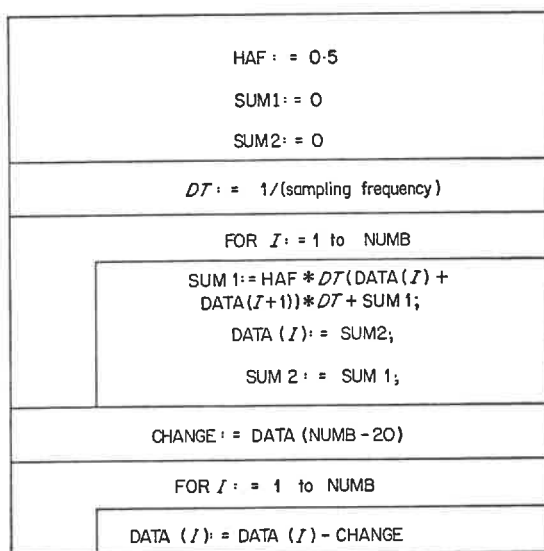 HAF := 0·5
SUM1:= 0
SUM2:= 0
DT := 1/(sampling frequency)
FOR I := 1 to NUMB
SUM 1:= HAF * DT(DATA(I) +
DATA(I+1))* DT + SUM 1;
DATA (I):= SUM2;
SUM 2 := SUM 1;
CHANGE := DATA (NUMB - 20)
FOR I := 1 to NUMB
DATA (I):= DATA (I) - CHANGE